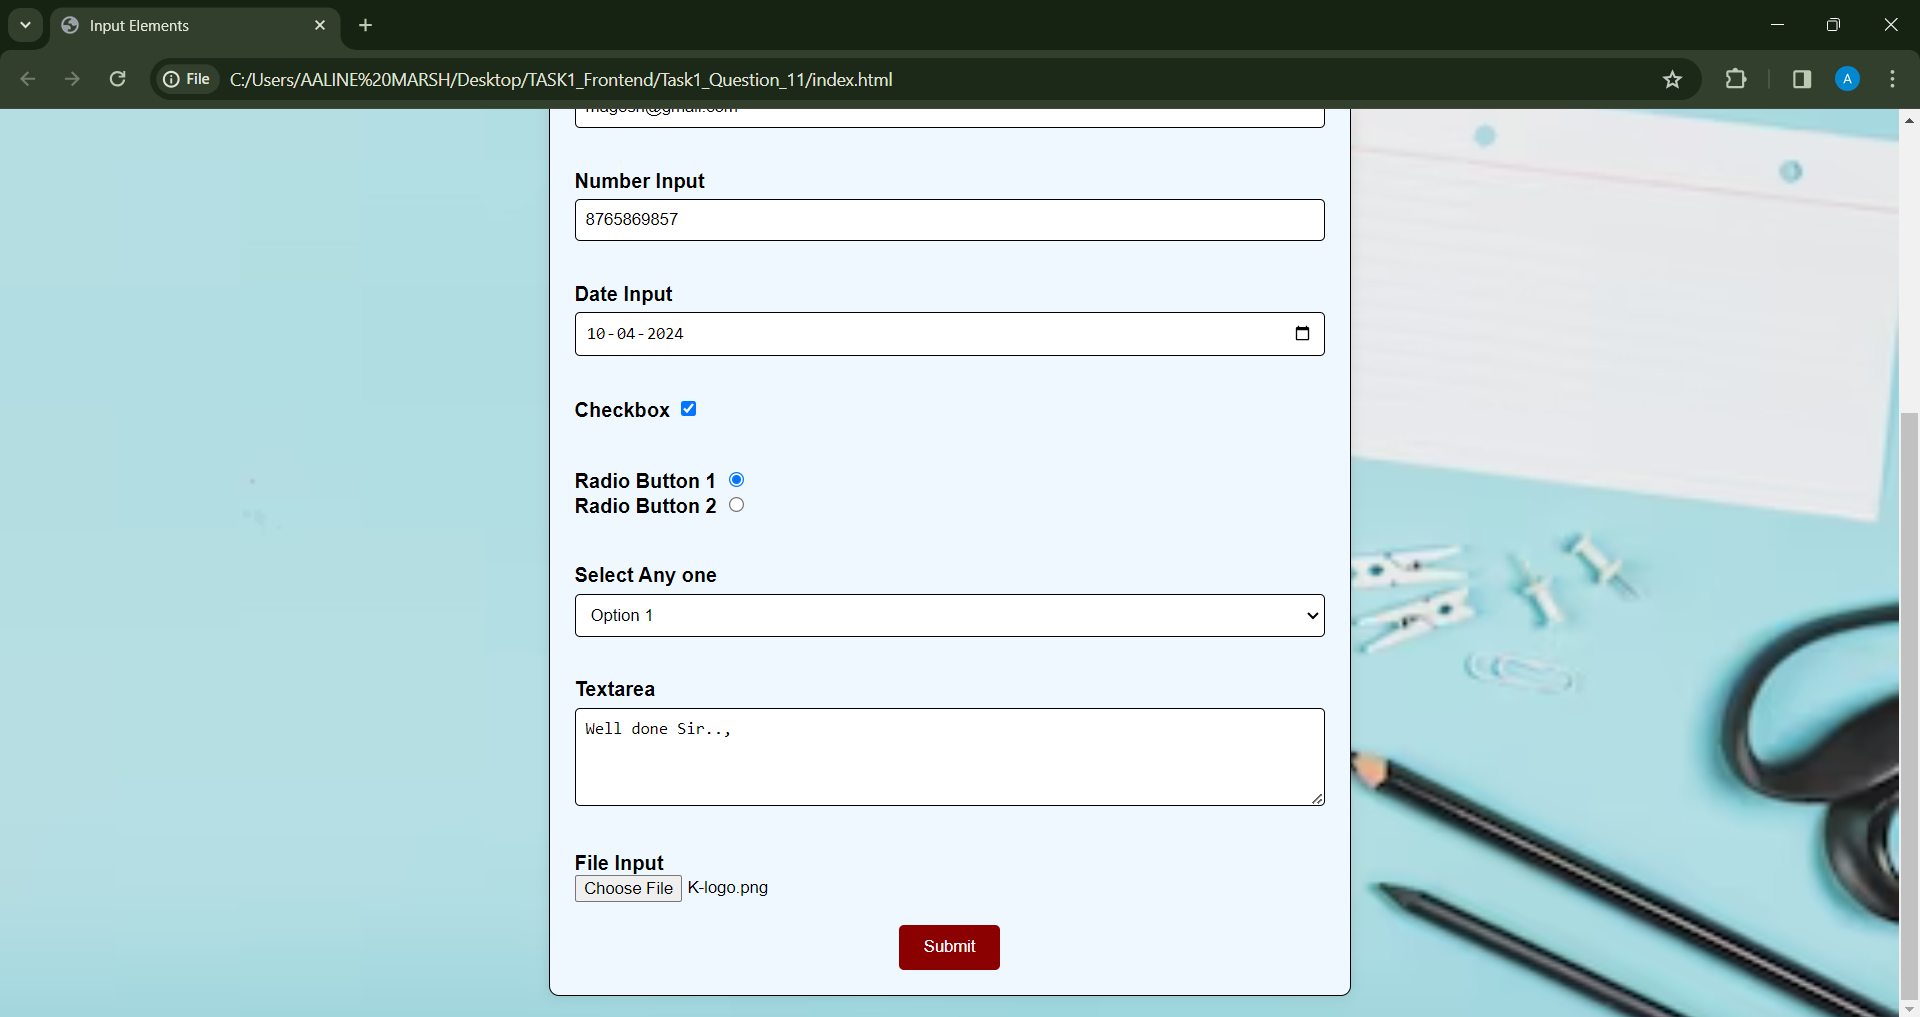 Input Elements
File C:/Users/AALINE%20MARSH/Desktop/TASK1_Frontend/Task1_Question_11/index.html
A
Number Input
8765869857
Date Input
10-04-2024
Checkbox
Radio Button 1
Radio Button 2
Select Any one
Option 1
Textarea
Well done Sir..,
File Input
Choose File K-logo.png
Submit